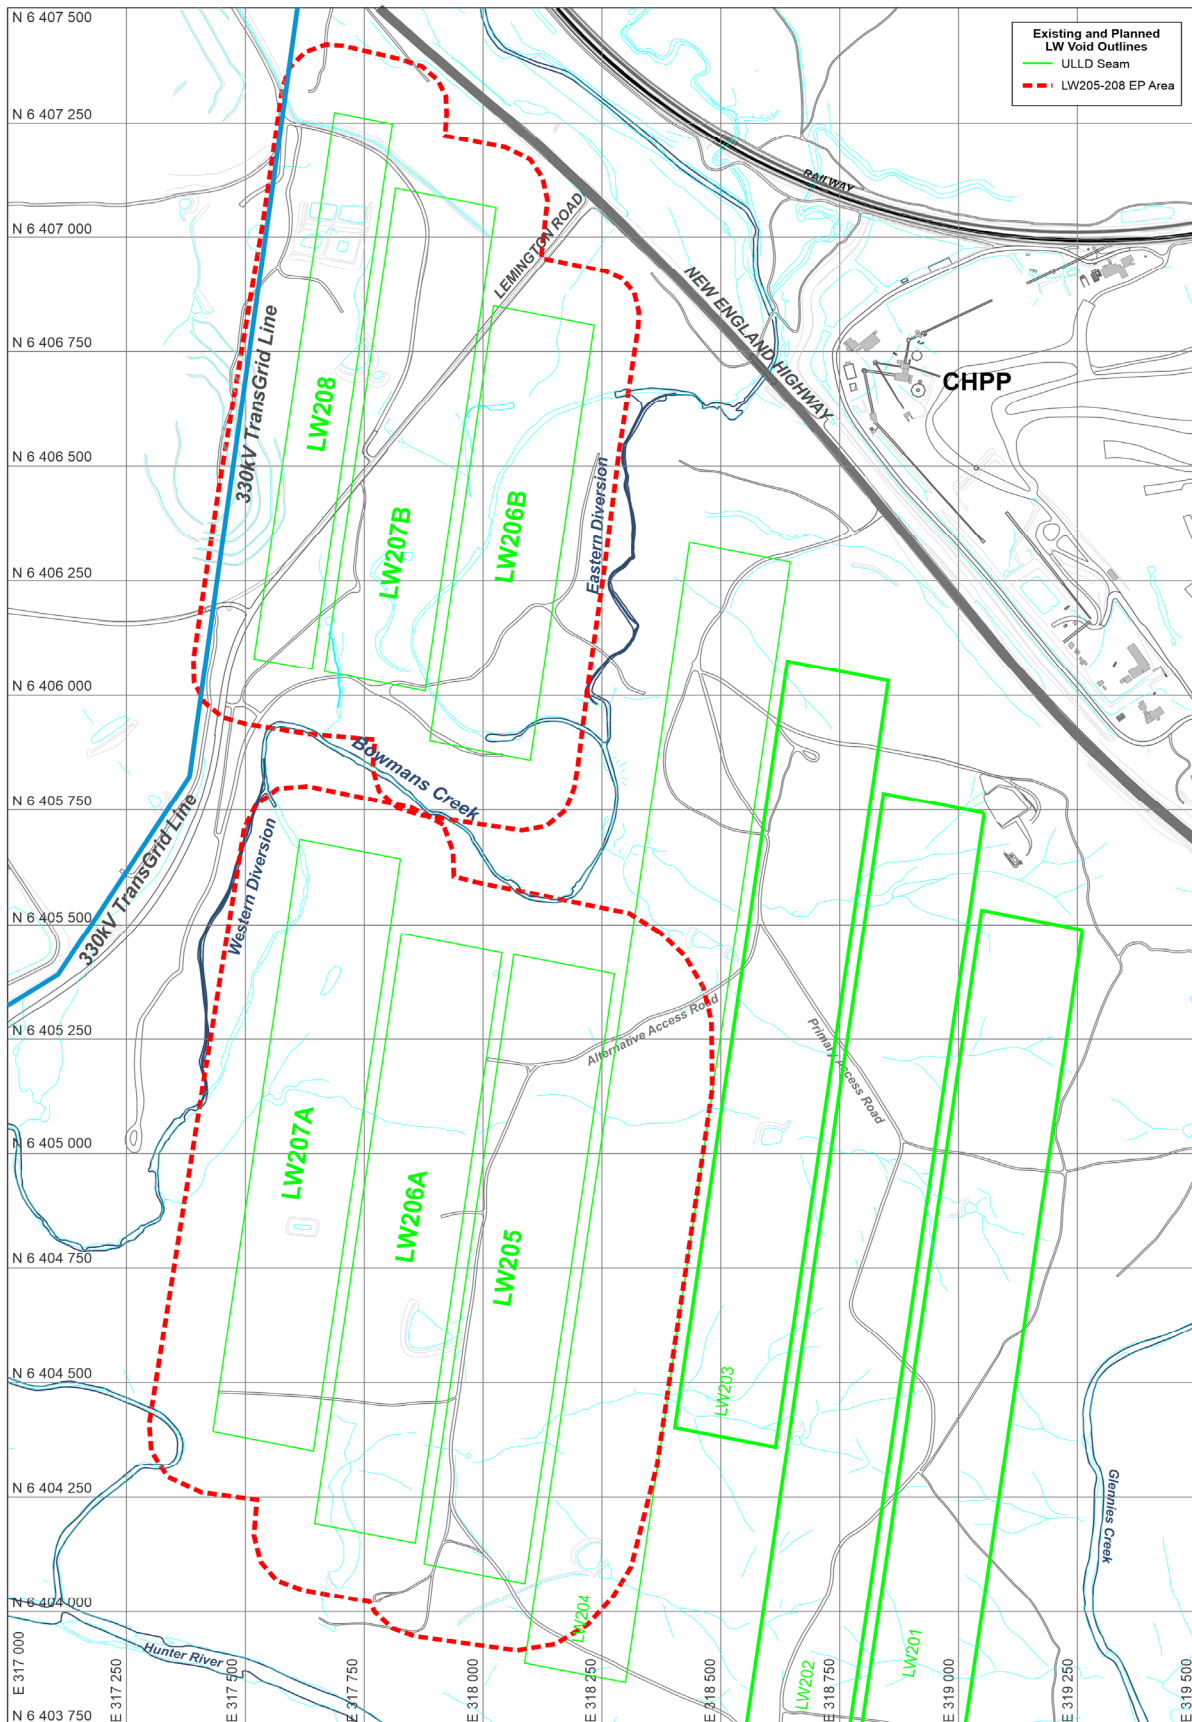 N 6 407 500
Existing and Planned
LW Void Outlines
ULLD Seam
LW205-208 EP Area
N 6 407 250
RAILWAY
N 6 407 000
LEMINGTON ROAD
NEW ENGLAND HIGHWAY
N 6 406 750
330kV TransGrid Line
CHPP
LW208
N 6 406 500
Eastern Diversion
LW207B
LW206B
N 6 406 250
N 6 406 000
Bowmans Creek
N 6 405 750
Western Diversion
330kV TransGrid Line
N 6 405 500
N 6 405 250
Alternative Access Road
Primary Access Road
N 6 405 000
LW207A
LW206A
LW205
N 6 404 750
N 6 404 500
LW203
N 6 404 250
Glennies Creek
N 6 404 000
LW204
Hunter River
LW201
LW202
E 317 000
E 317 250
E 317 500
E 317 750
E 318 000
E 318 250
E 318 500
E 318 750
E 319 000
E 319 250
E 319 500
N 6 403 750